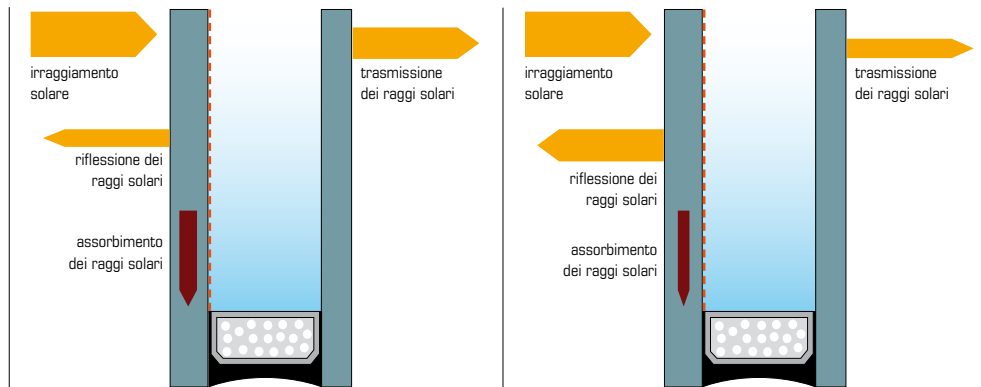 irraggiamento
solare
trasmissione
dei raggi solari
riflessione dei
raggi solari
assorbimento
dei raggi solari
irraggiamento
solare
trasmissione
dei raggi solari
riflessione dei
raggi solari
assorbimento
dei raggi solari